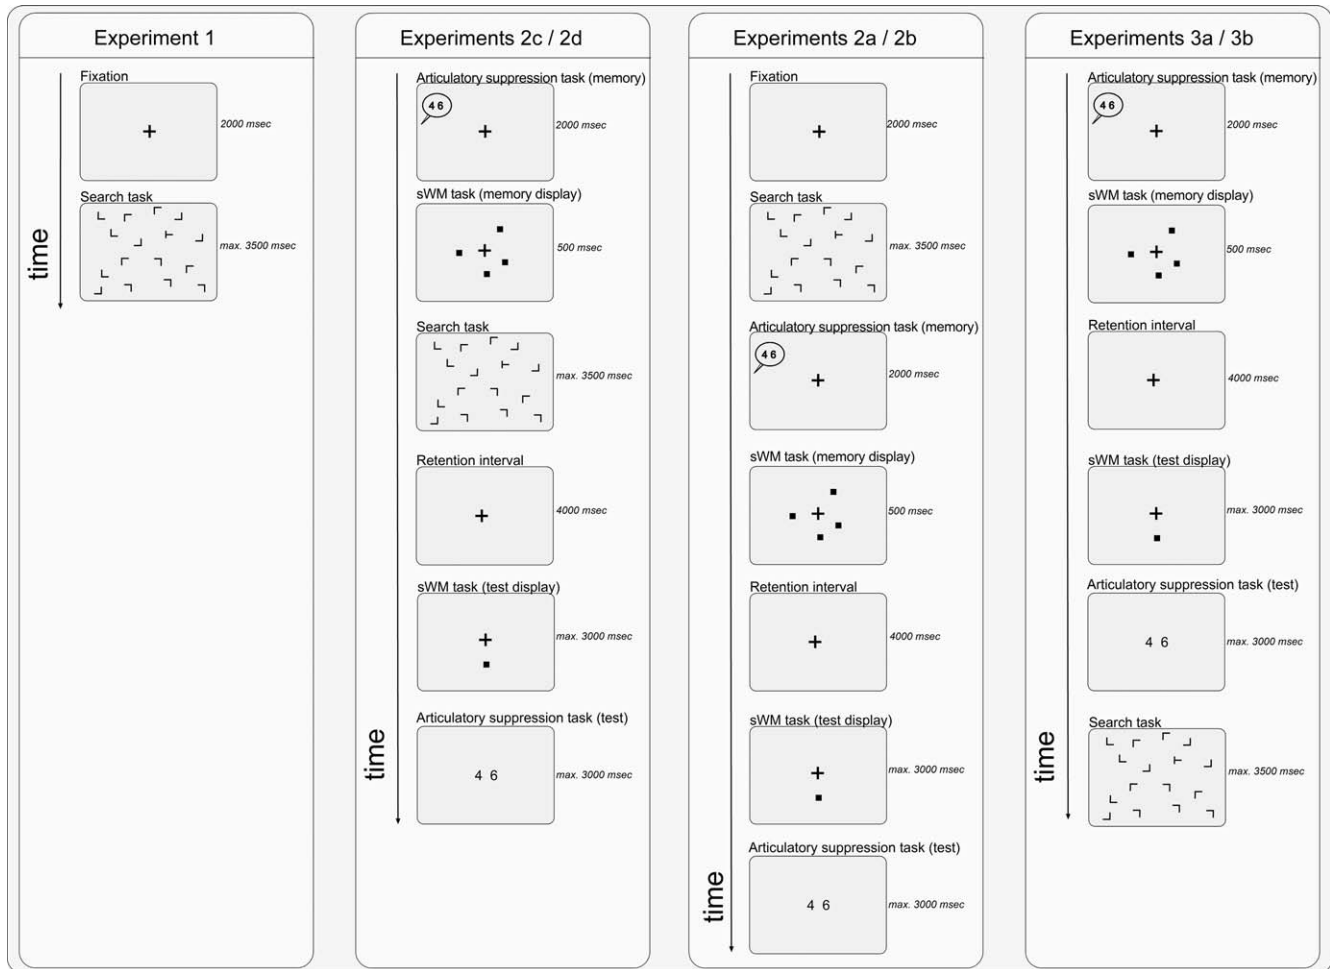 Experiment 1
Fixation
2000 msec
Search task
max. 3500 msec
time
Experiments 2c / 2d
Articulatory suppression task (memory)
4 6
2000 msec
sWM task (memory display)
500 msec
Search task
max. 3500 msec
Retention interval
4000 msec
sWM task (test display)
max. 3000 msec
Articulatory suppression task (test)
4 6
max. 3000 msec
time
Experiments 2a / 2b
Fixation
2000 msec
Search task
max. 3500 msec
Articulatory suppression task (memory)
4 6
2000 msec
sWM task (memory display)
500 msec
Retention interval
4000 msec
sWM task (test display)
max. 3000 msec
Articulatory suppression task (test)
4 6
max. 3000 msec
time
Experiments 3a / 3b
Articulatory suppression task (memory)
4 6
2000 msec
sWM task (memory display)
500 msec
Retention interval
4000 msec
sWM task (test display)
max. 3000 msec
Articulatory suppression task (test)
4 6
max. 3000 msec
Search task
max. 3500 msec
time